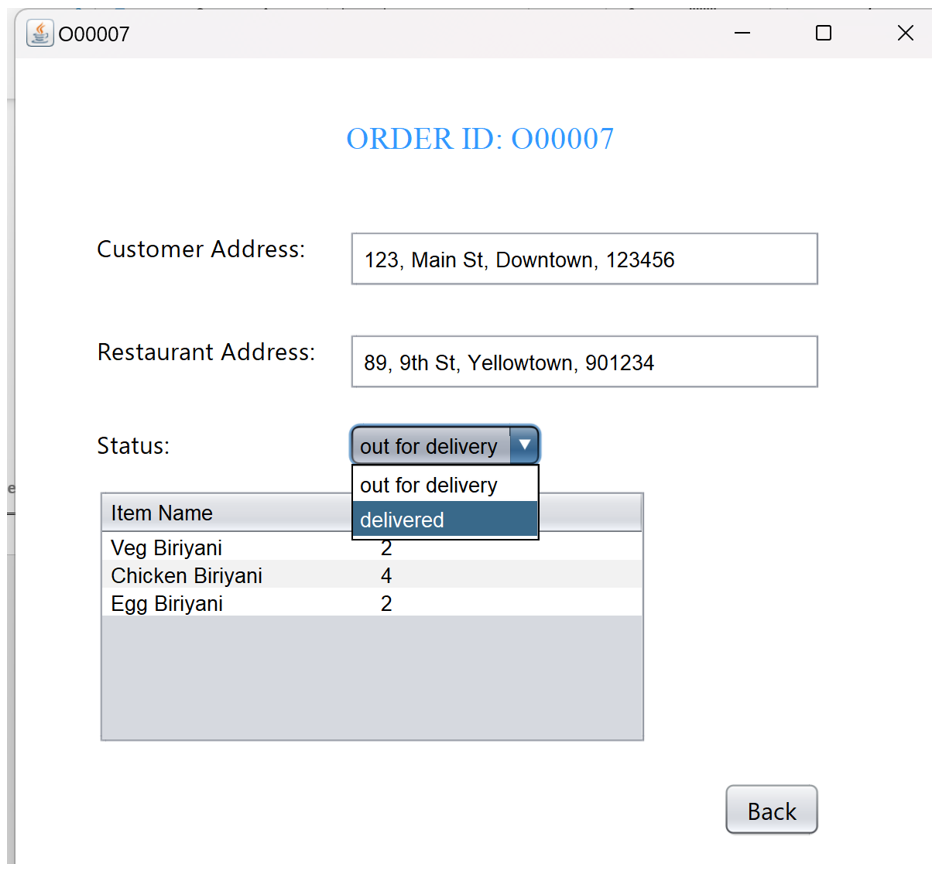 O00007
ORDER ID: O00007
Customer Address: 123, Main St, Downtown, 123456
Restaurant Address: 89, 9th St, Yellowtown, 901234
Status: out for delivery
out for delivery
delivered
Item Name
Veg Biriyani 2
Chicken Biriyani 4
Egg Biriyani 2
Back